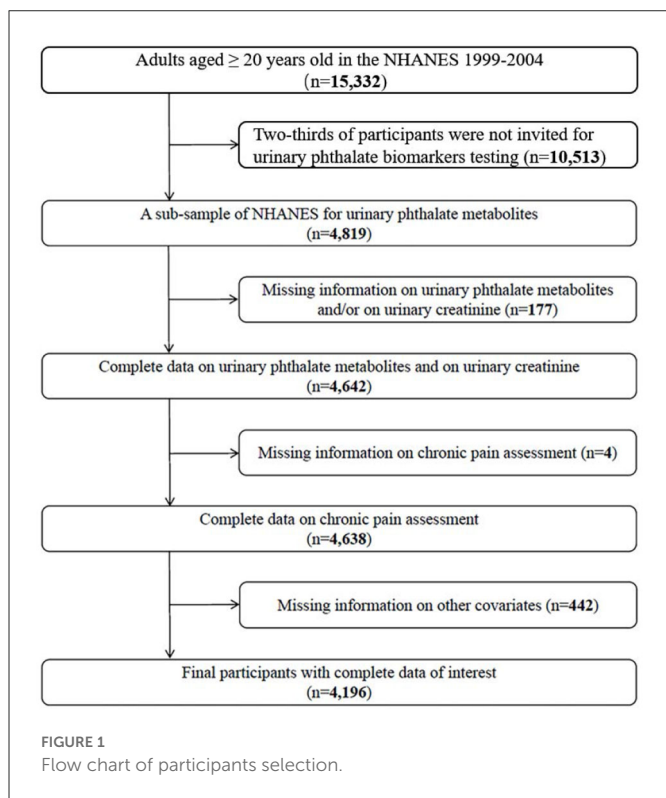 Adults aged ≥ 20 years old in the NHANES 1999-2004
(n=15,332)
Two-thirds of participants were not invited for
urinary phthalate biomarkers testing (n=10,513)
A sub-sample of NHANES for urinary phthalate metabolites
(n=4,819)
Missing information on urinary phthalate metabolites
and/or on urinary creatinine (n=177)
Complete data on urinary phthalate metabolites and on urinary creatinine
(n=4,642)
Missing information on chronic pain assessment (n=4)
Complete data on chronic pain assessment
(n=4,638)
Missing information on other covariates (n=442)
Final participants with complete data of interest
(n=4,196)
FIGURE 1
Flow chart of participants selection.